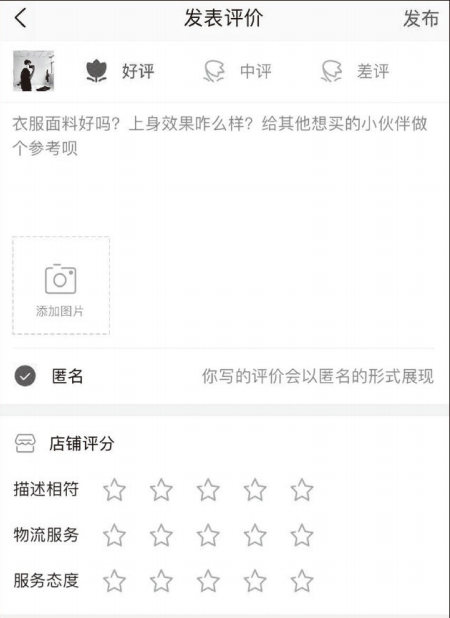 发表评价 发布
好评 中评 差评
衣服面料好吗？上身效果咋么样？给其他想买的小伙伴做
个参考呗
添加图片
匿名 你写的评价会以匿名的形式展现
店铺评分
描述相符
物流服务
服务态度